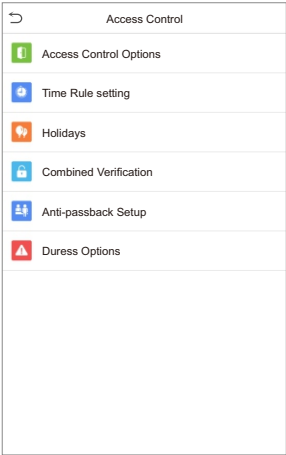 Access Control
Access Control Options
Time Rule setting
Holidays
Combined Verification
Anti-passback Setup
Duress Options